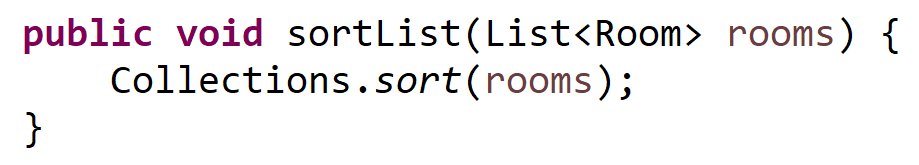 public void sortList(List<Room> rooms) {
    Collections.sort(rooms);
}